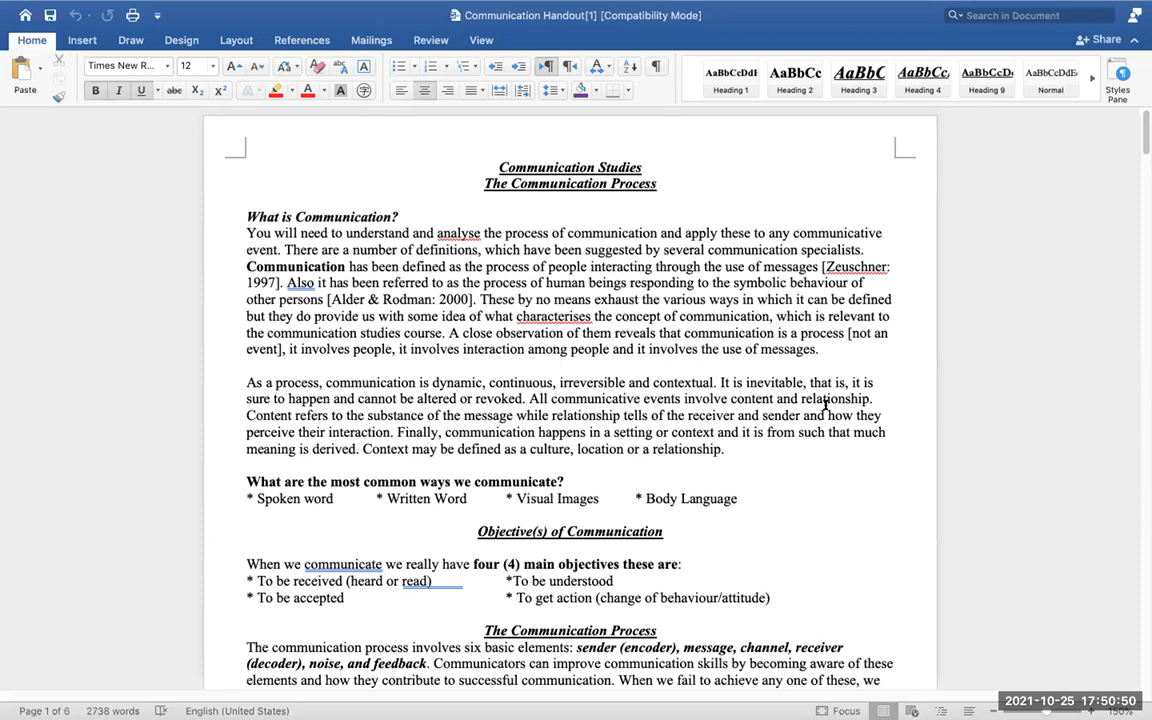 Communication Handout[1] [Compatibility Mode]
Search in Document
Home Insert Draw Design Layout References Mailings Review View
Share
Paste
Times New R... 12
AaBbCcDdI AaBbCc AaBbC AaBbCc. AaBbCcDc AaBbCcDdE
Heading 1 Heading 2 Heading 3 Heading 4 Heading 9 Normal
Styles
Pane
Communication Studies
The Communication Process
What is Communication?
You will need to understand and analyse the process of communication and apply these to any communicative
event. There are a number of definitions, which have been suggested by several communication specialists.
Communication has been defined as the process of people interacting through the use of messages [Zeuschner:
1997]. Also it has been referred to as the process of human beings responding to the symbolic behaviour of
other persons [Alder & Rodman: 2000]. These by no means exhaust the various ways in which it can be defined
but they do provide us with some idea of what characterises the concept of communication, which is relevant to
the communication studies course. A close observation of them reveals that communication is a process [not an
event], it involves people, it involves interaction among people and it involves the use of messages.
As a process, communication is dynamic, continuous, irreversible and contextual. It is inevitable, that is, it is
sure to happen and cannot be altered or revoked. All communicative events involve content and relationship.
Content refers to the substance of the message while relationship tells of the receiver and sender and how they
perceive their interaction. Finally, communication happens in a setting or context and it is from such that much
meaning is derived. Context may be defined as a culture, location or a relationship.
What are the most common ways we communicate?
* Spoken word * Written Word * Visual Images * Body Language
Objective(s) of Communication
When we communicate we really have four (4) main objectives these are:
* To be received (heard or read) *To be understood
* To be accepted * To get action (change of behaviour/attitude)
The Communication Process
The communication process involves six basic elements: sender (encoder), message, channel, receiver
(decoder), noise, and feedback. Communicators can improve communication skills by becoming aware of these
elements and how they contribute to successful communication. When we fail to achieve any one of these, we
Page 1 of 6 2738 words English (United States) Focus 150%
2021-10-25 17:50:50